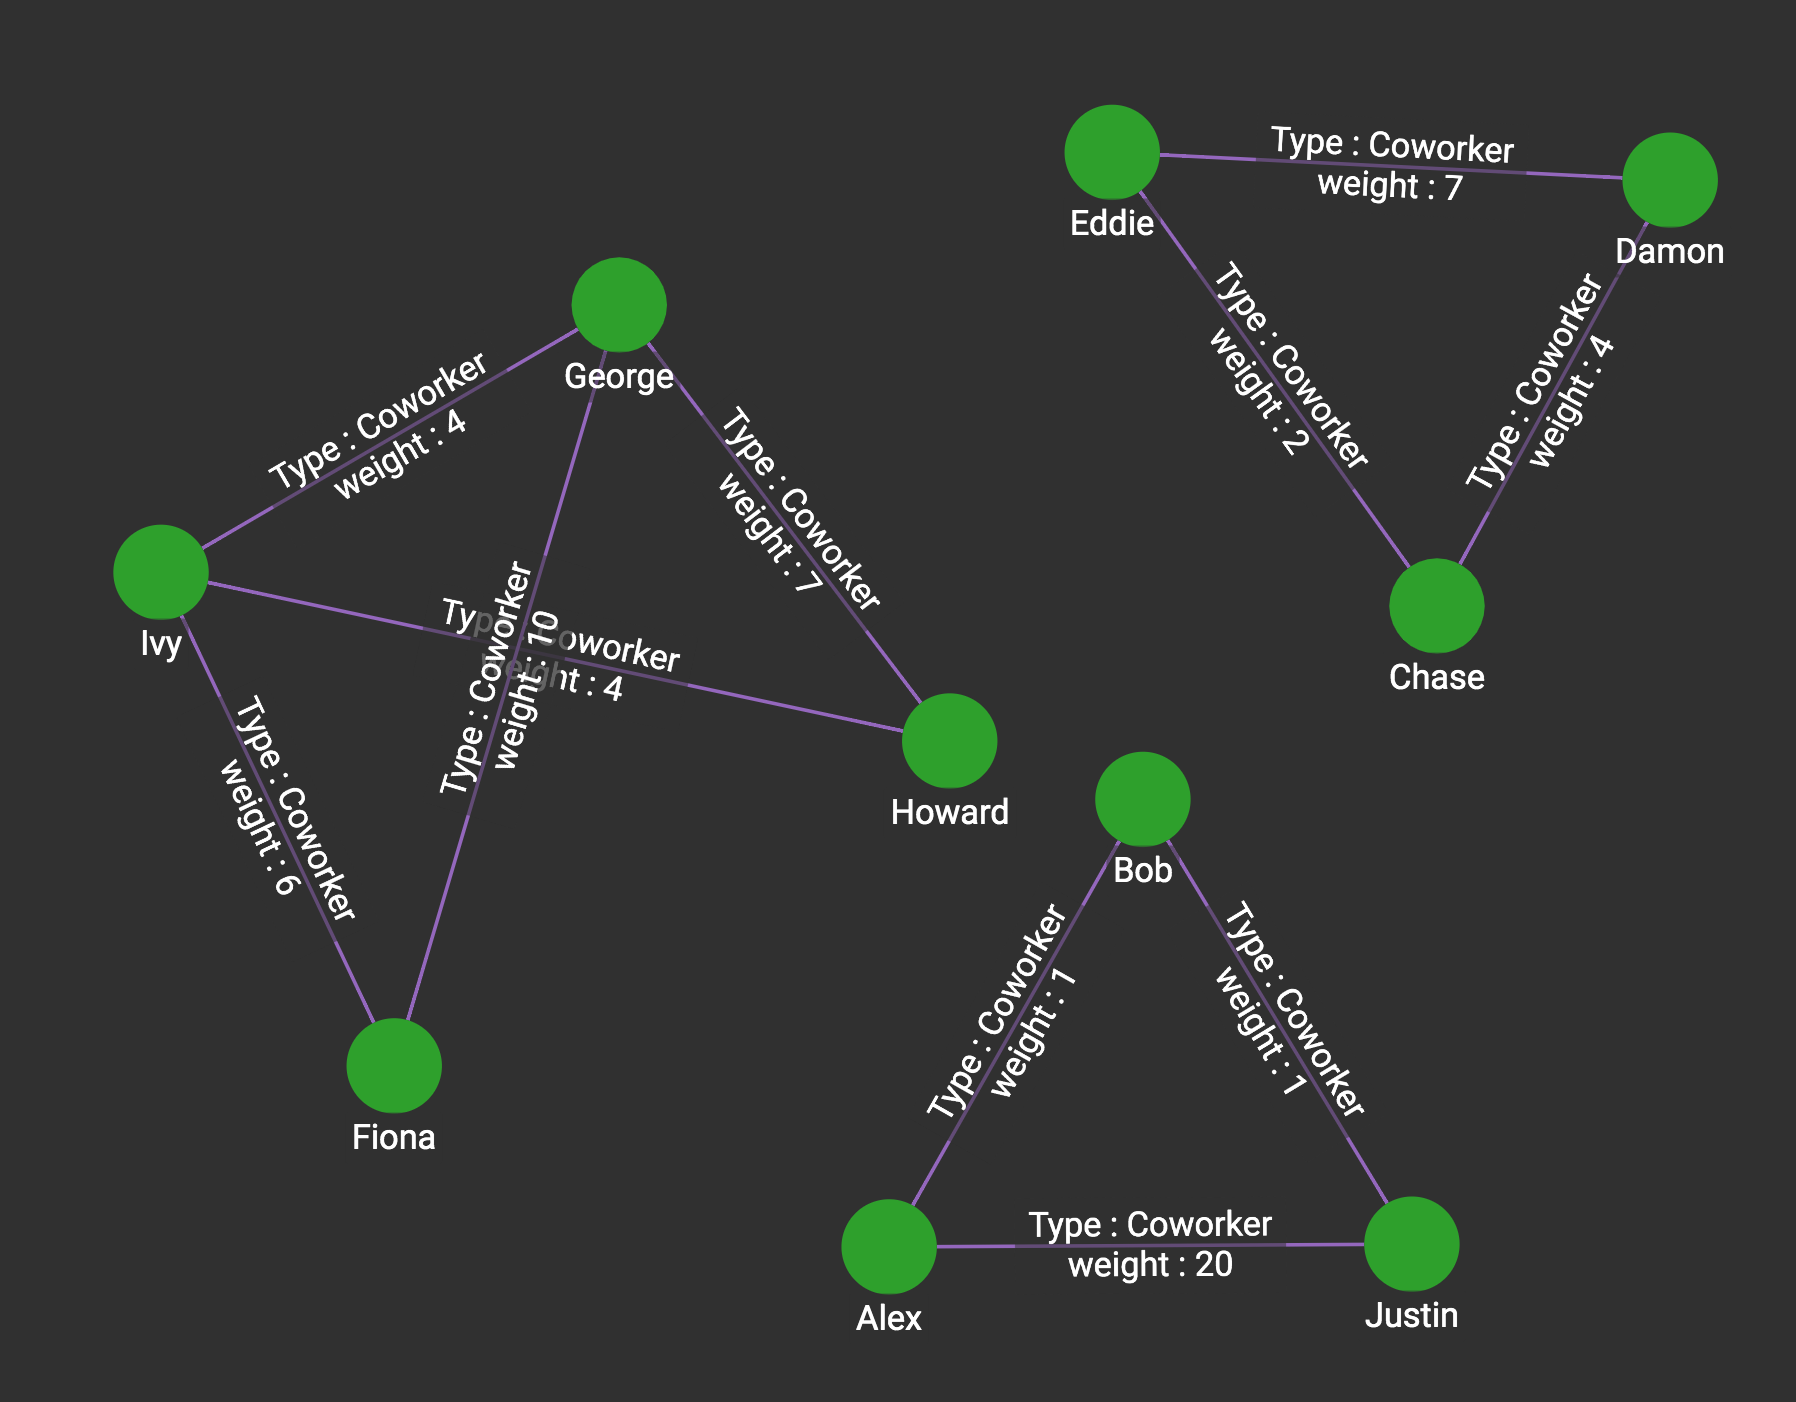 Type : Coworker
weight : 7
Eddie
Damon
Type : Coworker
weight : 2
Type : Coworker
weight : 4
George
Type : Coworker
weight : 4
Type : Coworker
weight : 7
Type : Coworker
weight : 10
Type : Coworker
weight : 4
Ivy
Chase
Type : Coworker
weight : 6
Howard
Bob
Type : Coworker
weight : 1
Type : Coworker
weight : 1
Fiona
Type : Coworker
weight : 20
Alex
Justin